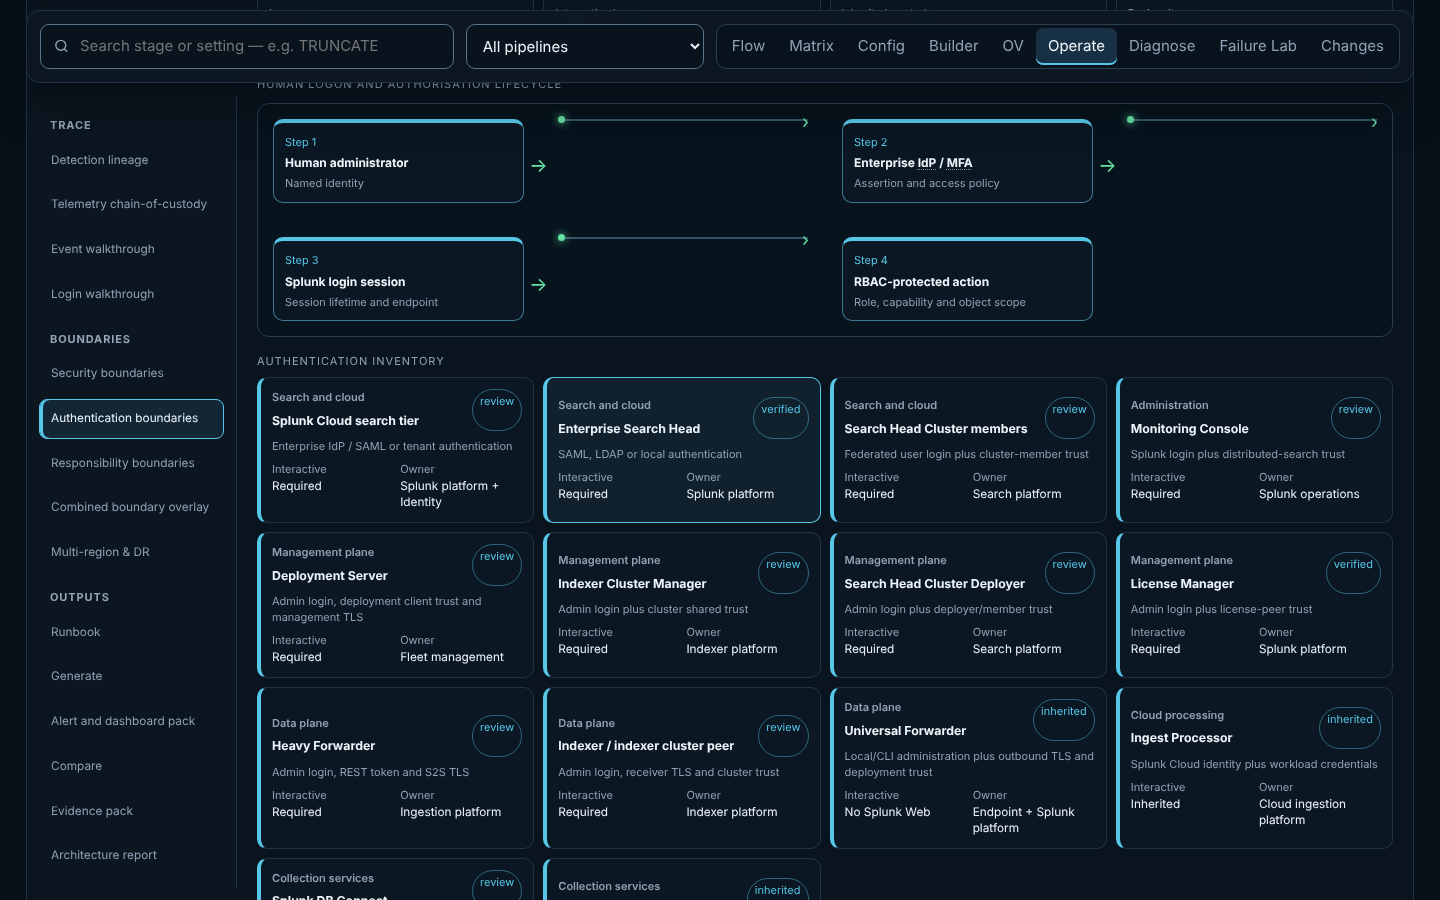 Search stage or setting — e.g. TRUNCATE
All pipelines
Flow
Matrix
Config
Builder
OV
Operate
Diagnose
Failure Lab
Changes
HUMAN LOGON AND AUTHORISATION LIFECYCLE
TRACE
Detection lineage
Telemetry chain-of-custody
Event walkthrough
Login walkthrough
BOUNDARIES
Security boundaries
Authentication boundaries
Responsibility boundaries
Combined boundary overlay
Multi-region & DR
OUTPUTS
Runbook
Generate
Alert and dashboard pack
Compare
Evidence pack
Architecture report
Step 1
Human administrator
Named identity
Step 2
Enterprise IdP / MFA
Assertion and access policy
Step 3
Splunk login session
Session lifetime and endpoint
Step 4
RBAC-protected action
Role, capability and object scope
AUTHENTICATION INVENTORY
Search and cloud
review
Splunk Cloud search tier
Enterprise IdP / SAML or tenant authentication
Interactive
Required
Owner
Splunk platform +
Identity
Search and cloud
verified
Enterprise Search Head
SAML, LDAP or local authentication
Interactive
Required
Owner
Splunk platform
Search and cloud
review
Search Head Cluster members
Federated user login plus cluster-member trust
Interactive
Required
Owner
Search platform
Administration
review
Monitoring Console
Splunk login plus distributed-search trust
Interactive
Required
Owner
Splunk operations
Management plane
review
Deployment Server
Admin login, deployment client trust and
management TLS
Interactive
Required
Owner
Fleet management
Management plane
review
Indexer Cluster Manager
Admin login plus cluster shared trust
Interactive
Required
Owner
Indexer platform
Management plane
review
Search Head Cluster Deployer
Admin login plus deployer/member trust
Interactive
Required
Owner
Search platform
Management plane
verified
License Manager
Admin login plus license-peer trust
Interactive
Required
Owner
Splunk platform
Data plane
review
Heavy Forwarder
Admin login, REST token and S2S TLS
Interactive
Required
Owner
Ingestion platform
Data plane
review
Indexer / indexer cluster peer
Admin login, receiver TLS and cluster trust
Interactive
Required
Owner
Indexer platform
Data plane
inherited
Universal Forwarder
Local/CLI administration plus outbound TLS and
deployment trust
Interactive
No Splunk Web
Owner
Endpoint + Splunk
platform
Cloud processing
inherited
Ingest Processor
Splunk Cloud identity plus workload credentials
Interactive
Inherited
Owner
Cloud ingestion
platform
Collection services
review
Splunk DB Connect
Collection services
inherited